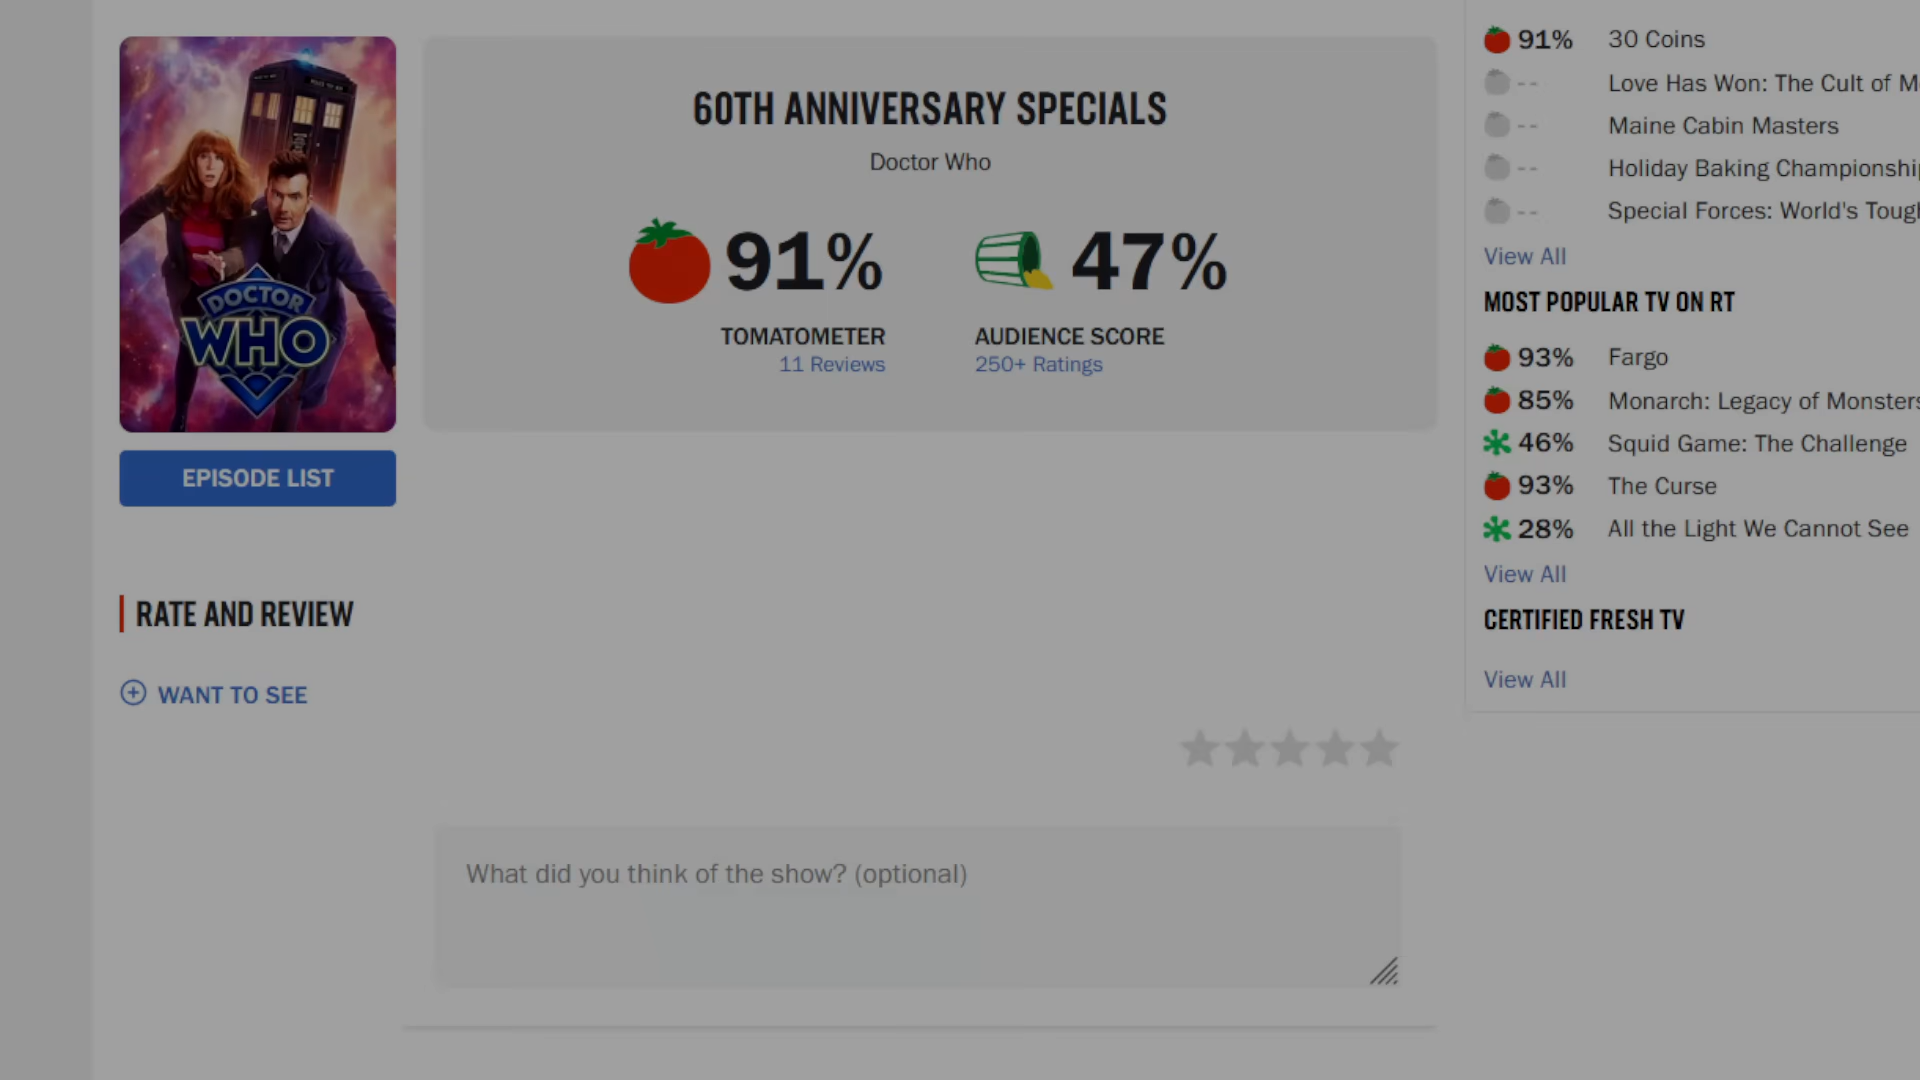 DOCTOR
WHO
EPISODE LIST
60TH ANNIVERSARY SPECIALS
Doctor Who
91% 47%
TOMATOMETER AUDIENCE SCORE
11 Reviews 250+ Ratings
RATE AND REVIEW
WANT TO SEE
What did you think of the show? (optional)
91% 30 Coins
-- Love Has Won: The Cult of M
-- Maine Cabin Masters
-- Holiday Baking Championship
-- Special Forces: World's Tough
View All
MOST POPULAR TV ON RT
93% Fargo
85% Monarch: Legacy of Monsters
46% Squid Game: The Challenge
93% The Curse
28% All the Light We Cannot See
View All
CERTIFIED FRESH TV
View All